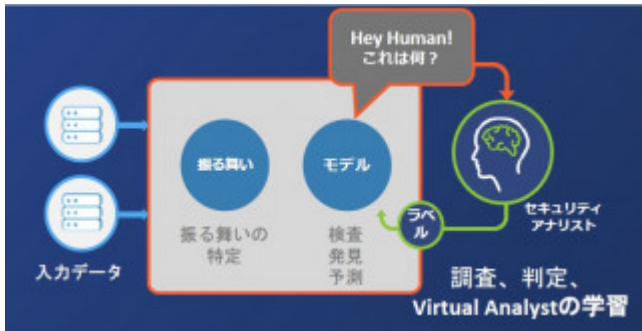 Hey Human!
これは何？
振る舞い
モデル
ラベ
ル
セキュリティ
アナリスト
振る舞いの
特定
検査
発見
予測
入力データ
調査、判定、
Virtual Analystの学習